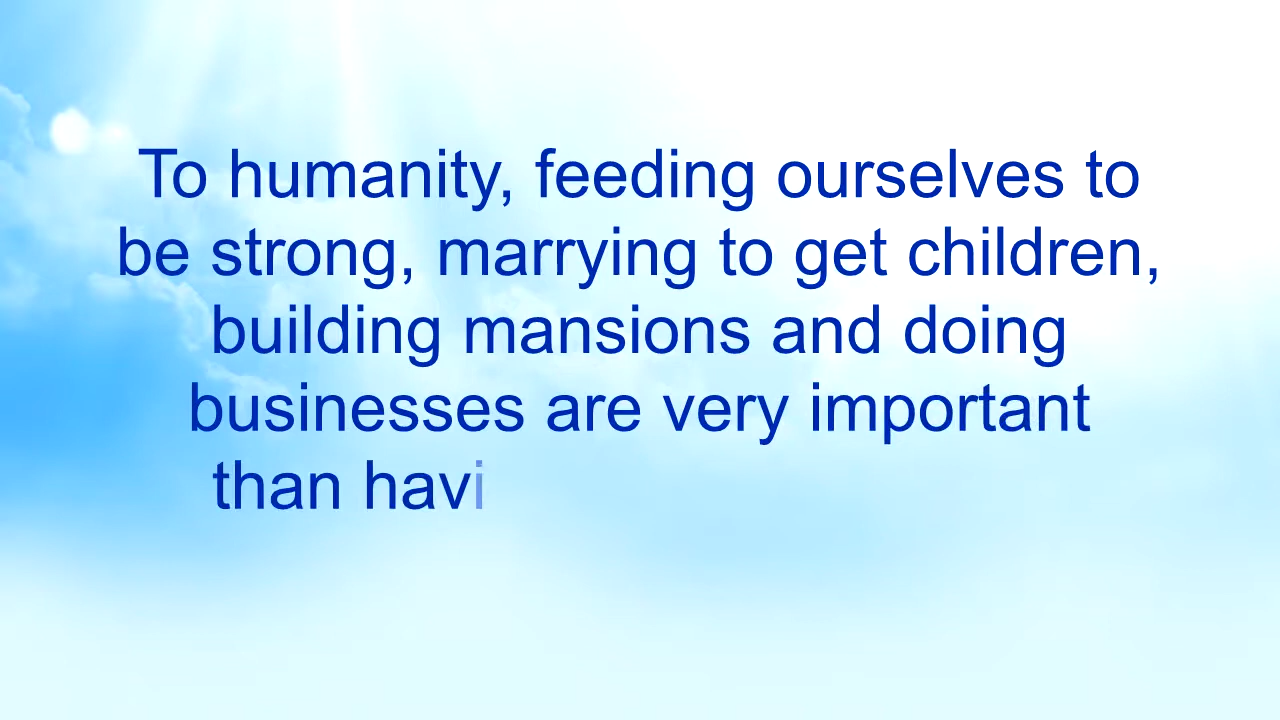 To humanity, feeding ourselves to
be strong, marrying to get children,
building mansions and doing
businesses are very important
than havi